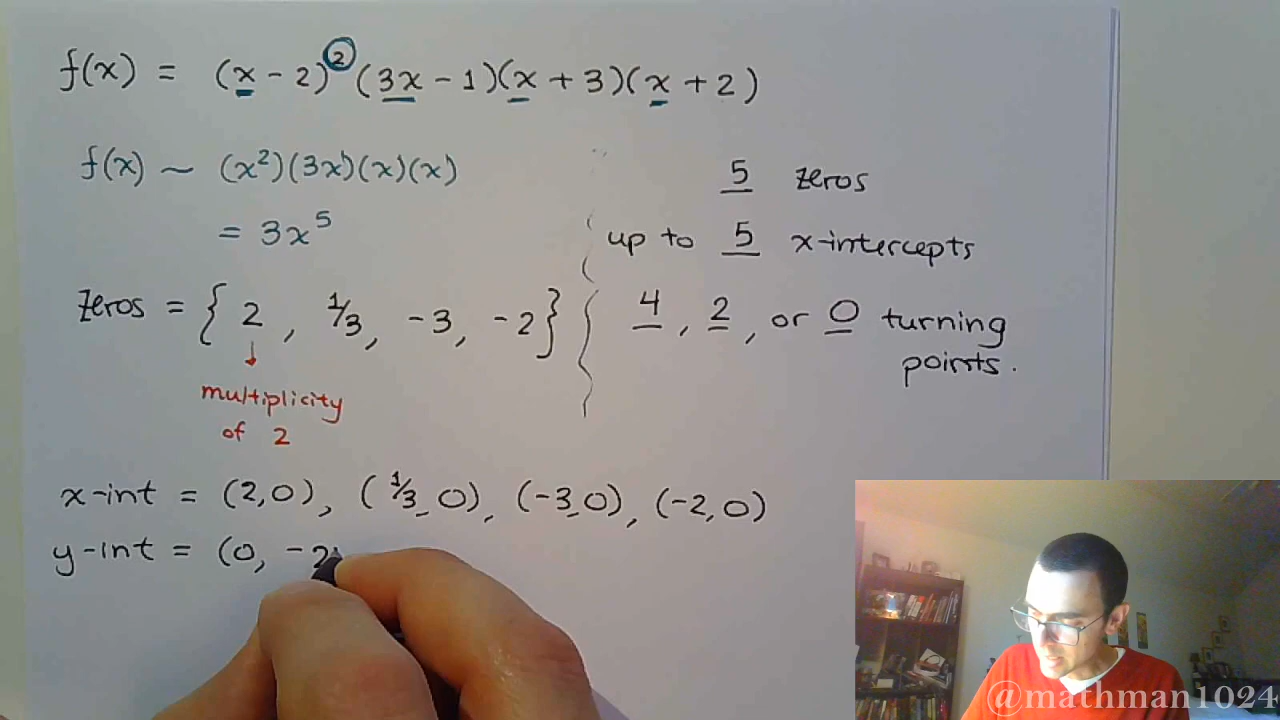 f(x) = (x - 2)² (3x - 1)(x + 3)(x + 2)
f(x) ~ (x²)(3x)(x)(x)
= 3x⁵
zeros = { 2 , 1/3, -3, -2}
multiplicity
of 2
5 zeros
up to 5 x-intercepts
4 , 2 , or 0 turning
points.
x-int = (2,0), (1/3, 0), (-3,0), (-2,0)
y-int = (0, -2
@mathman1024